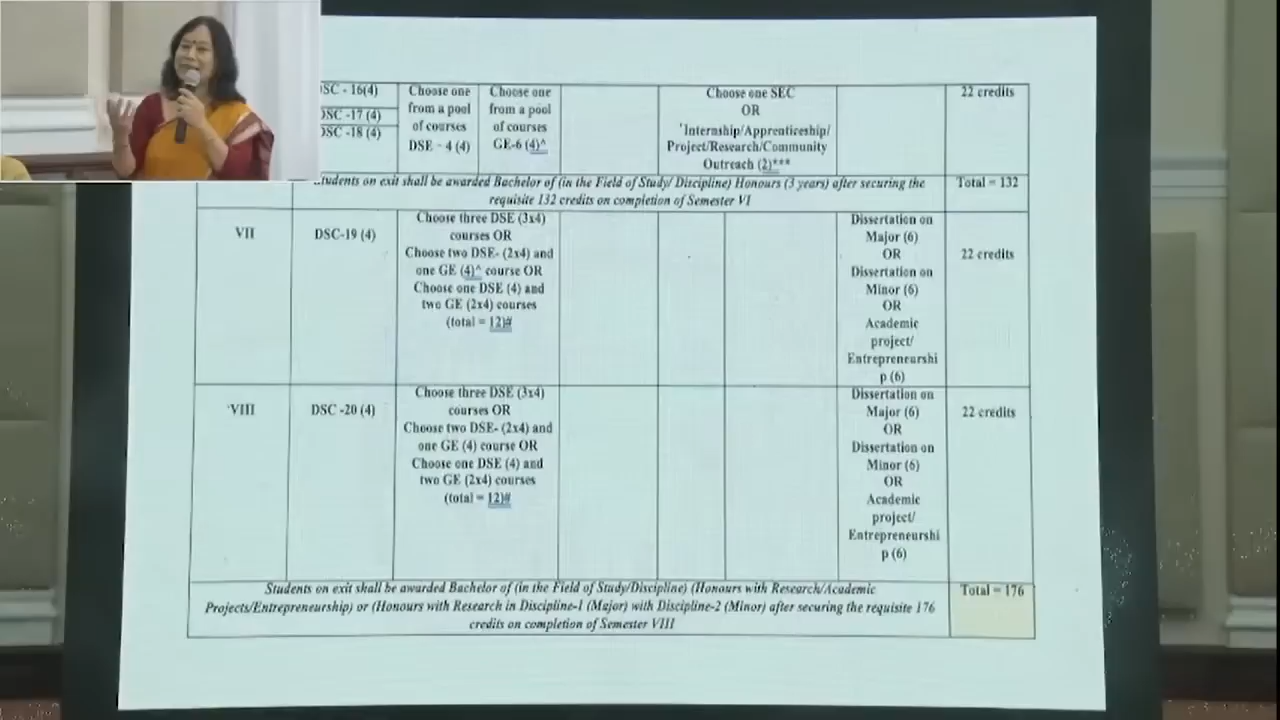 DSC - 16(4)
DSC -17 (4)
DSC -18 (4)
Choose one
from a pool
of courses
DSE - 4 (4)
Choose one
from a pool
of courses
GE-6 (4)^
Choose one SEC
OR
'Internship/Apprenticeship/
Project/Research/Community
Outreach (2)***
22 credits
Students on exit shall be awarded Bachelor of (in the Field of Study/ Discipline) Honours (3 years) after securing the
requisite 132 credits on completion of Semester VI
Total = 132
VII
DSC-19 (4)
Choose three DSE (3x4)
courses OR
Choose two DSE- (2x4) and
one GE (4)^ course OR
Choose one DSE (4) and
two GE (2x4) courses
(total = 12)#
Dissertation on
Major (6)
OR
Dissertation on
Minor (6)
OR
Academic
project/
Entrepreneurshi
p (6)
22 credits
VIII
DSC -20 (4)
Choose three DSE (3x4)
courses OR
Choose two DSE- (2x4) and
one GE (4) course OR
Choose one DSE (4) and
two GE (2x4) courses
(total = 12)#
Dissertation on
Major (6)
OR
Dissertation on
Minor (6)
OR
Academic
project/
Entrepreneurshi
p (6)
22 credits
Students on exit shall be awarded Bachelor of (in the Field of Study/Discipline) (Honours with Research/Academic
Projects/Entrepreneurship) or (Honours with Research in Discipline-1 (Major) with Discipline-2 (Minor) after securing the requisite 176
credits on completion of Semester VIII
Total = 176